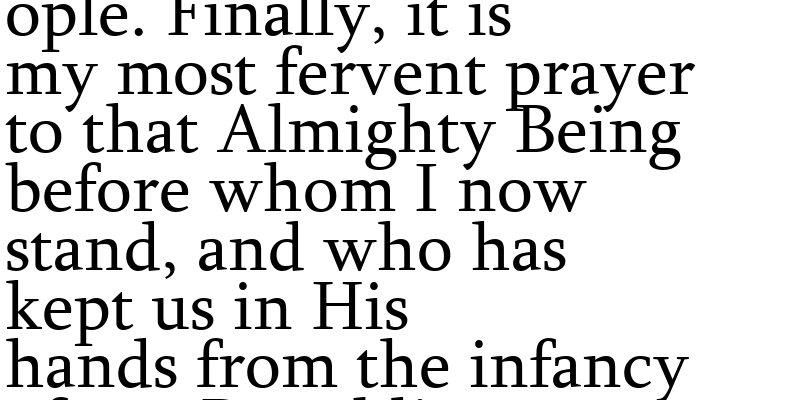 ople. Finally, it is
my most fervent prayer
to that Almighty Being
before whom I now
stand, and who has
kept us in His
hands from the infancy